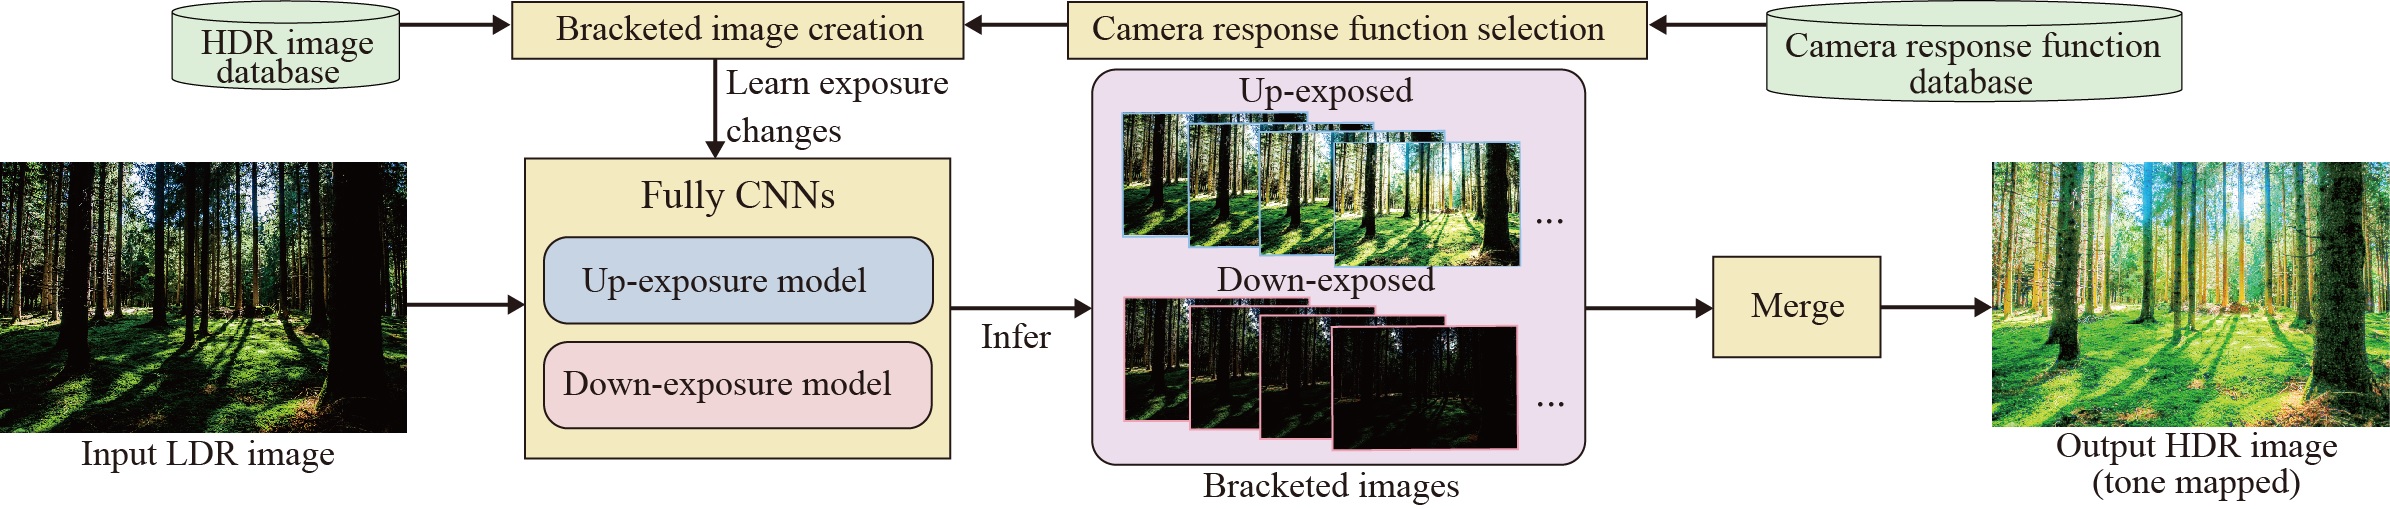 HDR image
database
Bracketed image creation
Camera response function selection
Camera response function
database
Learn exposure
changes
Up-exposed
Fully CNNs
...
Up-exposure model
Down-exposed
Infer
Merge
Down-exposure model
...
Input LDR image
Bracketed images
Output HDR image
(tone mapped)